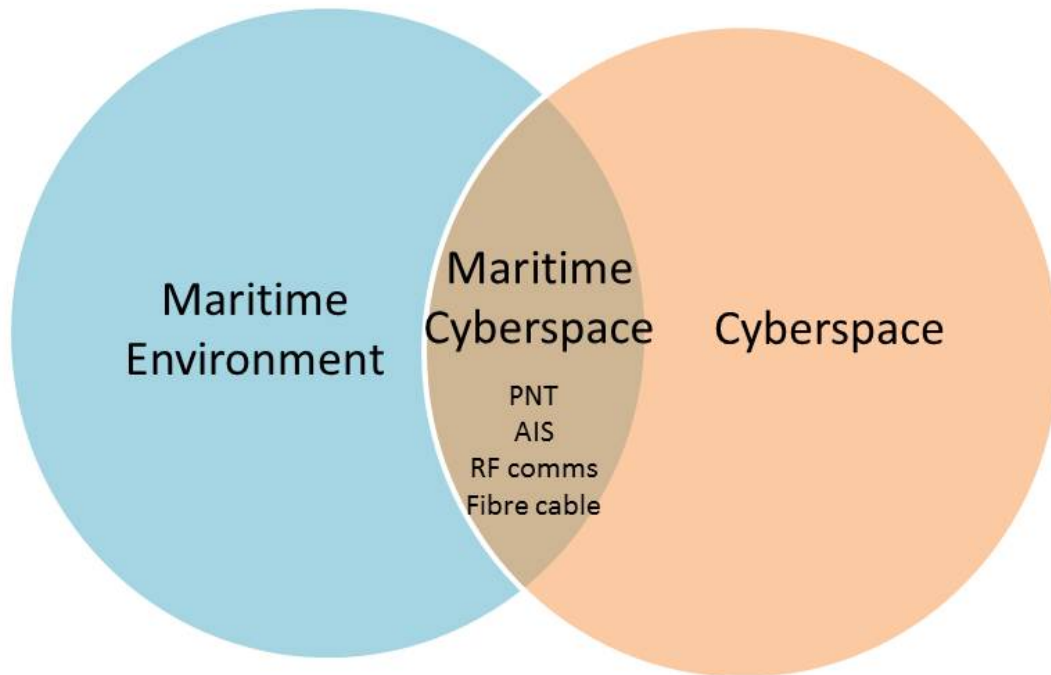 Maritime
Environment
Maritime
Cyberspace
PNT
AIS
RF comms
Fibre cable
Cyberspace